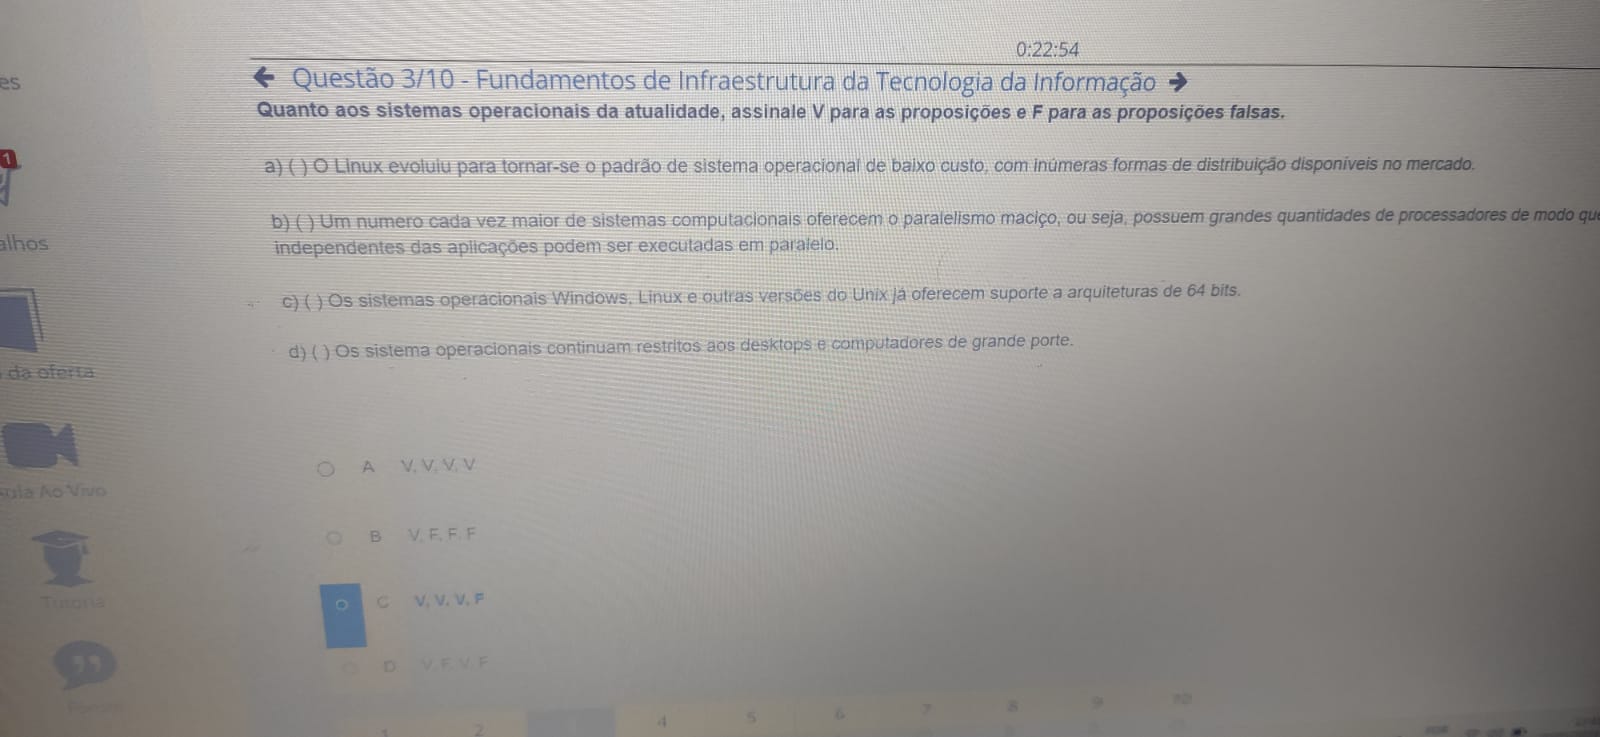 0:22:54
← Questão 3/10 - Fundamentos de Infraestrutura da Tecnologia da Informação →
Quanto aos sistemas operacionais da atualidade, assinale V para as proposições e F para as proposições falsas.
a) ( ) O Linux evoluiu para tornar-se o padrão de sistema operacional de baixo custo, com inúmeras formas de distribuição disponíveis no mercado.
b) ( ) Um numero cada vez maior de sistemas computacionais oferecem o paralelismo maciço, ou seja, possuem grandes quantidades de processadores de modo que
independentes das aplicações podem ser executadas em paralelo.
c) ( ) Os sistemas operacionais Windows, Linux e outras versões do Unix já oferecem suporte a arquiteturas de 64 bits.
d) ( ) Os sistema operacionais continuam restritos aos desktops e computadores de grande porte.
A V, V, V, V
B V, F, F, F
C V, V, V, F
D V, F, V, F
1 2 4 5 6 7 8 9 10
es
1
alhos
da oferta
Ao Vivo
Tutoria